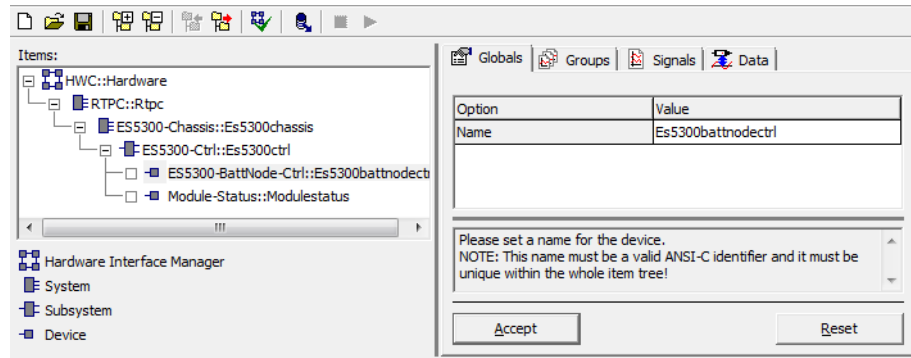 Items:
HWC::Hardware
RTPC::Rtpc
ES5300-Chassis::Es5300chassis
ES5300-Ctrl::Es5300ctrl
ES5300-BattNode-Ctrl::Es5300battnodectr
Module-Status::Modulestatus
Hardware Interface Manager
System
Subsystem
Device
Globals Groups Signals Data
Option Value
Name Es5300battnodectrl
Please set a name for the device.
NOTE: This name must be a valid ANSI-C identifier and it must be
unique within the whole item tree!
Accept Reset